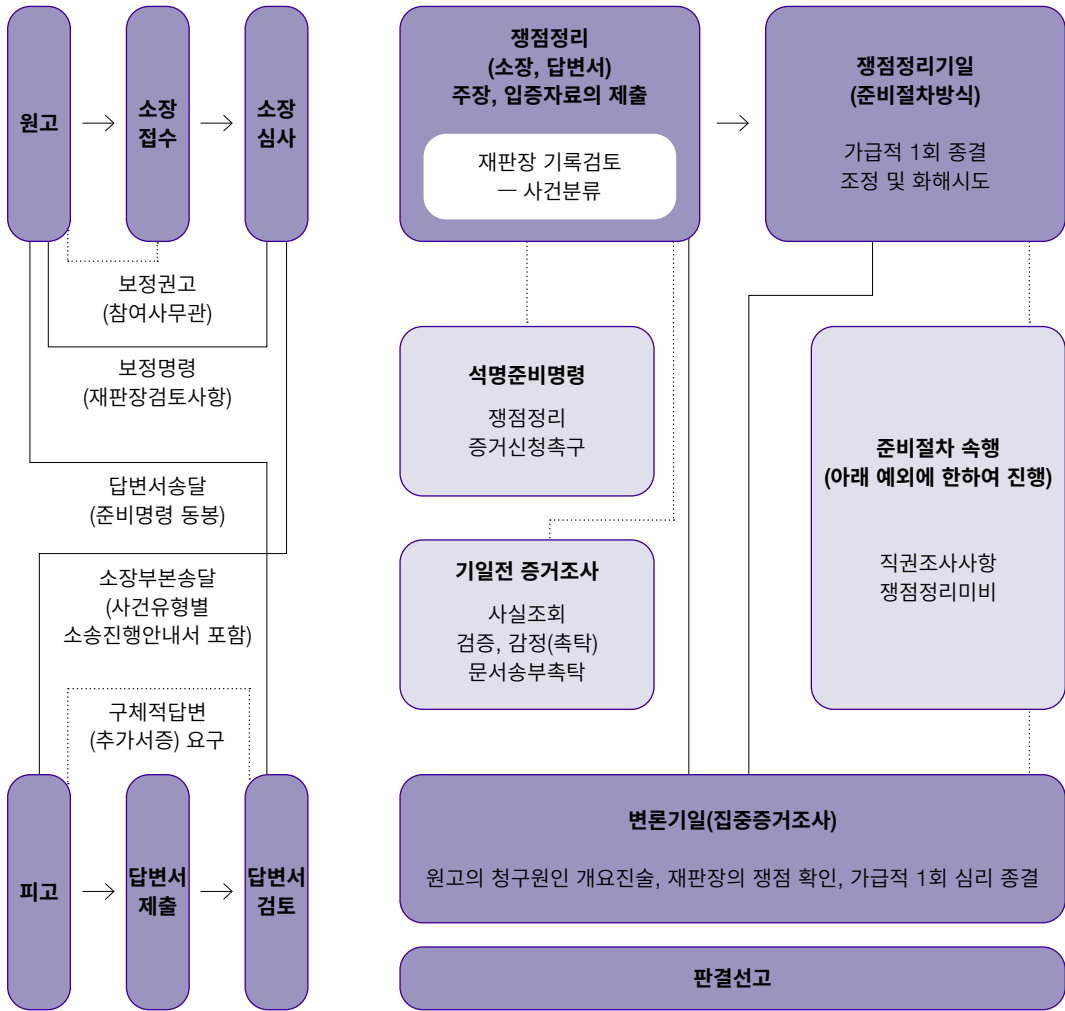 원고
소장
접수
소장
심사
보정권고
(참여사무관)
보정명령
(재판장검토사항)
답변서송달
(준비명령 동봉)
소장부본송달
(사건유형별
소송진행안내서 포함)
구체적답변
(추가서증) 요구
피고
답변서
제출
답변서
검토
쟁점정리
(소장, 답변서)
주장, 입증자료의 제출
재판장 기록검토
― 사건분류
쟁점정리기일
(준비절차방식)
가급적 1회 종결
조정 및 화해시도
석명준비명령
쟁점정리
증거신청촉구
기일전 증거조사
사실조회
검증, 감정(촉탁)
문서송부촉탁
준비절차 속행
(아래 예외에 한하여 진행)
직권조사사항
쟁점정리미비
변론기일(집중증거조사)
원고의 청구원인 개요진술, 재판장의 쟁점 확인, 가급적 1회 심리 종결
판결선고